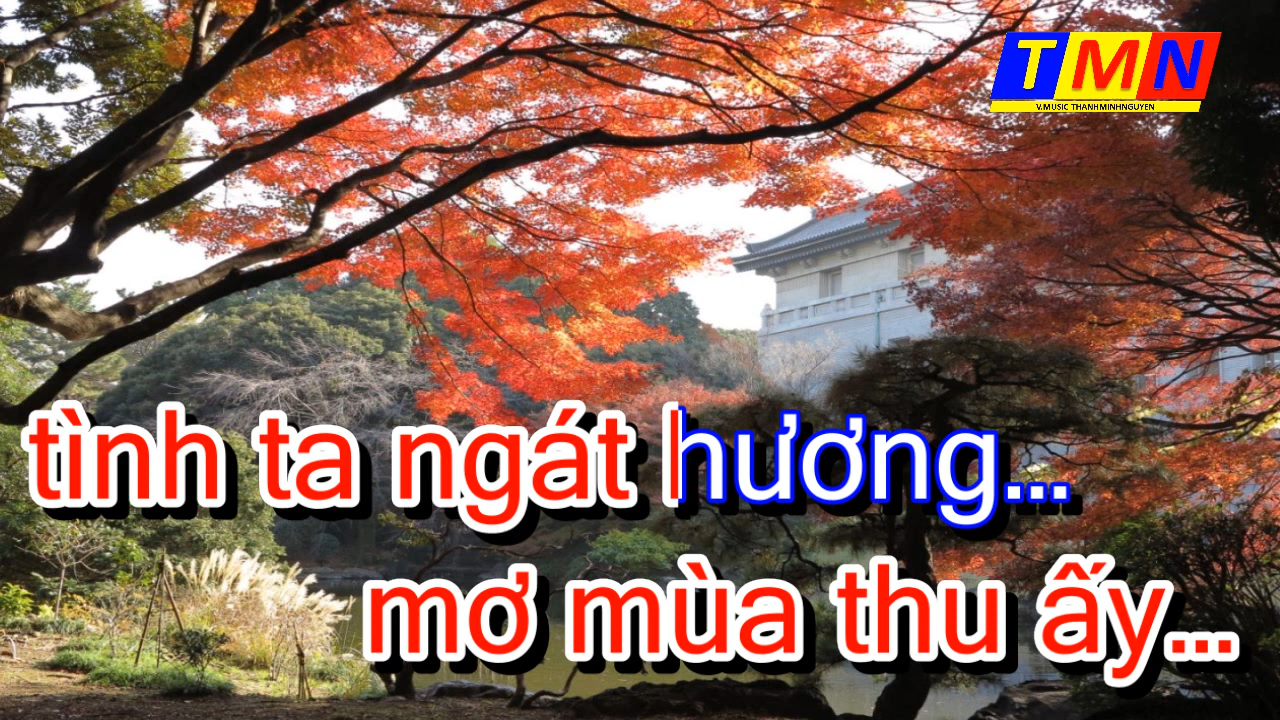 TMN
V.MUSIC THANHMINHNGUYEN
tình ta ngát hương...
mơ mùa thu ấy...